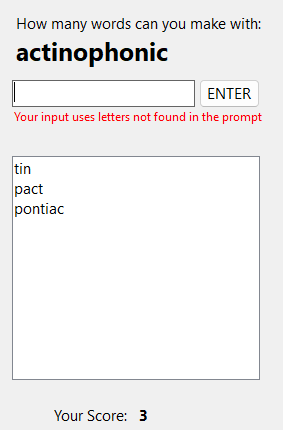 How many words can you make with:
actinophonic
ENTER
Your input uses letters not found in the prompt
tin
pact
pontiac
Your Score: 3